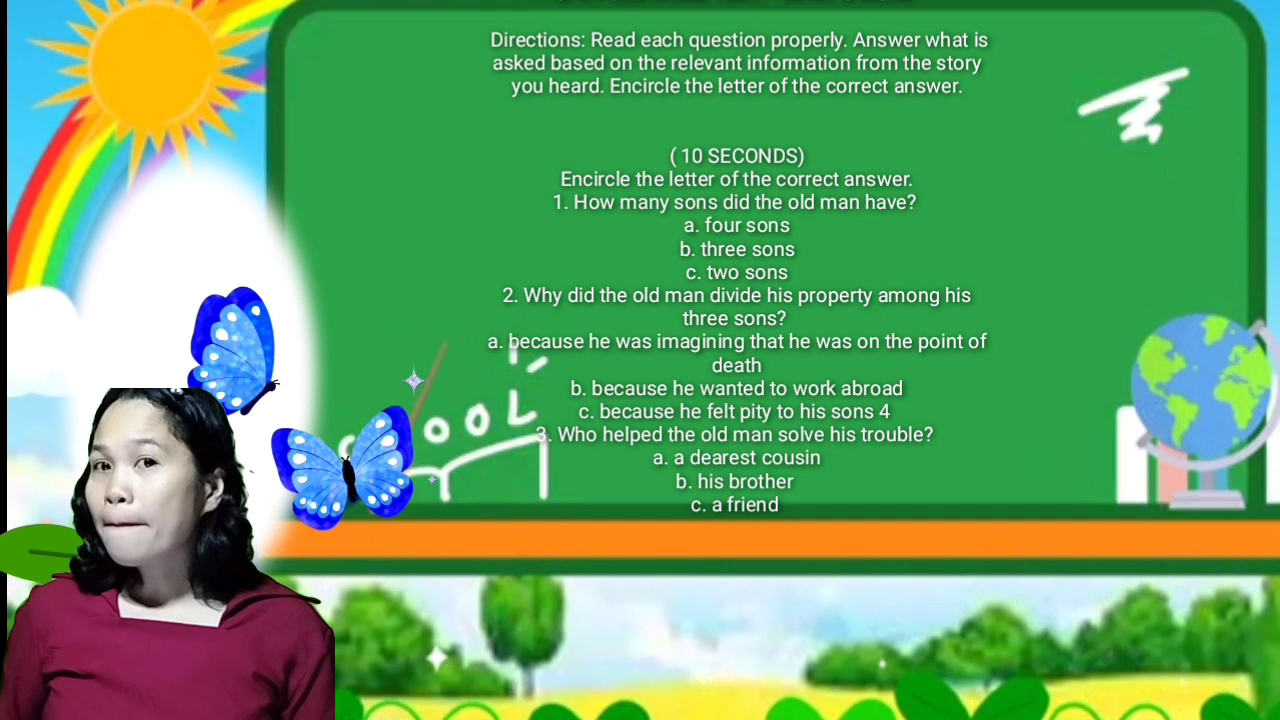 Directions: Read each question properly. Answer what is
asked based on the relevant information from the story
you heard. Encircle the letter of the correct answer.
( 10 SECONDS)
Encircle the letter of the correct answer.
1. How many sons did the old man have?
a. four sons
b. three sons
c. two sons
2. Why did the old man divide his property among his
three sons?
a. because he was imagining that he was on the point of
death
b. because he wanted to work abroad
c. because he felt pity to his sons 4
3. Who helped the old man solve his trouble?
a. a dearest cousin
b. his brother
c. a friend